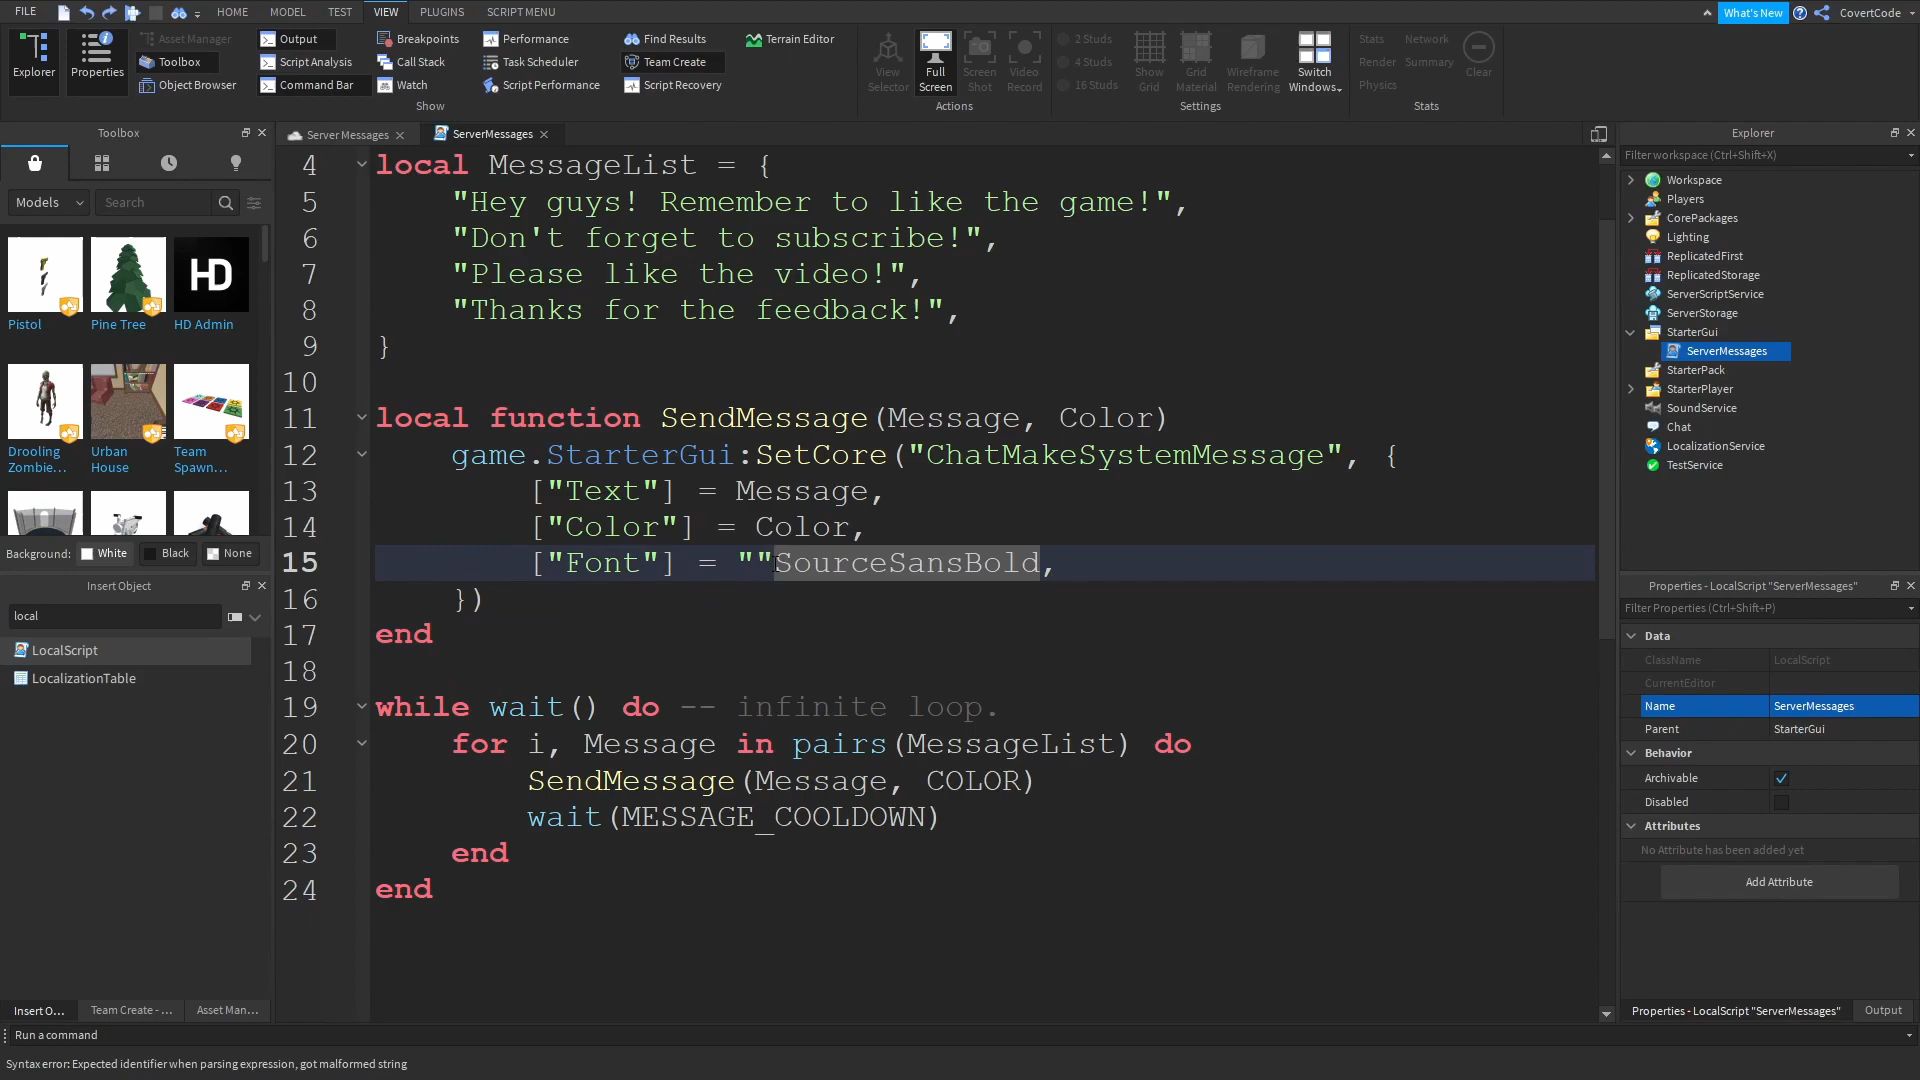 FILE HOME MODEL TEST VIEW PLUGINS SCRIPT MENU What's New CovertCode
Explorer
Properties
Asset Manager
Toolbox
Object Browser
Output
Script Analysis
Command Bar
Breakpoints
Call Stack
Watch
Performance
Task Scheduler
Script Performance
Find Results
Team Create
Script Recovery
Terrain Editor
Show
View
Selector
Full
Screen
Screen
Shot
Video
Record
Actions
2 Studs
4 Studs
16 Studs
Show
Grid
Grid
Material
Wireframe
Rendering
Switch
Windows
Settings
Stats
Render
Physics
Network
Summary
Clear
Stats
Toolbox
Models
Search
Pistol
Pine Tree
HD
HD Admin
Drooling
Zombie...
Urban
House
Team
Spawn...
Background: White Black None
Insert Object
local
LocalScript
LocalizationTable
Insert O...
Team Create - ...
Asset Man...
Server Messages
ServerMessages
4 local MessageList = {
5 "Hey guys! Remember to like the game!",
6 "Don't forget to subscribe!",
7 "Please like the video!",
8 "Thanks for the feedback!",
9 }
10
11 local function SendMessage(Message, Color)
12 game.StarterGui:SetCore("ChatMakeSystemMessage", {
13 ["Text"] = Message,
14 ["Color"] = Color,
15 ["Font"] = ""SourceSansBold,
16 })
17 end
18
19 while wait() do -- infinite loop.
20 for i, Message in pairs(MessageList) do
21 SendMessage(Message, COLOR)
22 wait(MESSAGE_COOLDOWN)
23 end
24 end
Explorer
Filter workspace (Ctrl+Shift+X)
Workspace
Players
CorePackages
Lighting
ReplicatedFirst
ReplicatedStorage
ServerScriptService
ServerStorage
StarterGui
ServerMessages
StarterPack
StarterPlayer
SoundService
Chat
LocalizationService
TestService
Properties - LocalScript "ServerMessages"
Filter Properties (Ctrl+Shift+P)
Data
ClassName LocalScript
CurrentEditor
Name ServerMessages
Parent StarterGui
Behavior
Archivable
Disabled
Attributes
No Attribute has been added yet
Add Attribute
Properties - LocalScript "ServerMessages"
Output
Run a command
Syntax error: Expected identifier when parsing expression, got malformed string